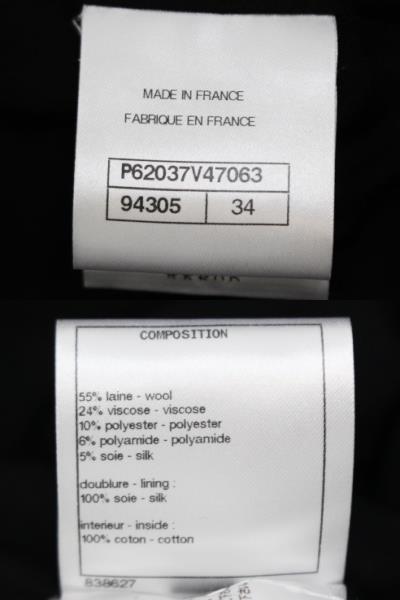 MADE IN FRANCE
FABRIQUE EN FRANCE
P62037V47063
94305 34
COMPOSITION
55% laine - wool
24% viscose - viscose
10% polyester - polyester
6% polyamide - polyamide
5% soie - silk
doublure - lining :
100% soie - silk
interieur - inside :
100% coton - cotton
838627